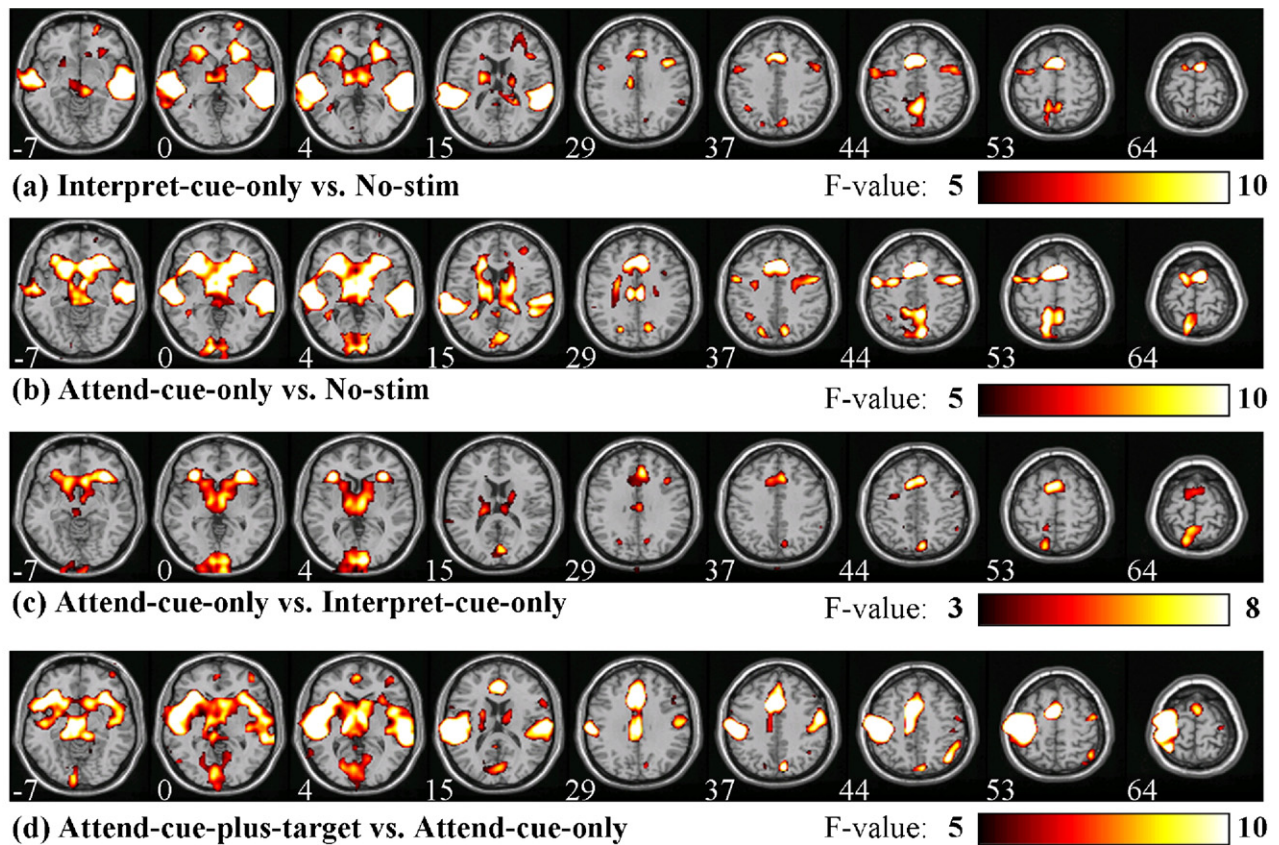 -7 0 4 15 29 37 44 53 64
(a) Interpret-cue-only vs. No-stim F-value: 5 10
-7 0 4 15 29 37 44 53 64
(b) Attend-cue-only vs. No-stim F-value: 5 10
-7 0 4 15 29 37 44 53 64
(c) Attend-cue-only vs. Interpret-cue-only F-value: 3 8
-7 0 4 15 29 37 44 53 64
(d) Attend-cue-plus-target vs. Attend-cue-only F-value: 5 10